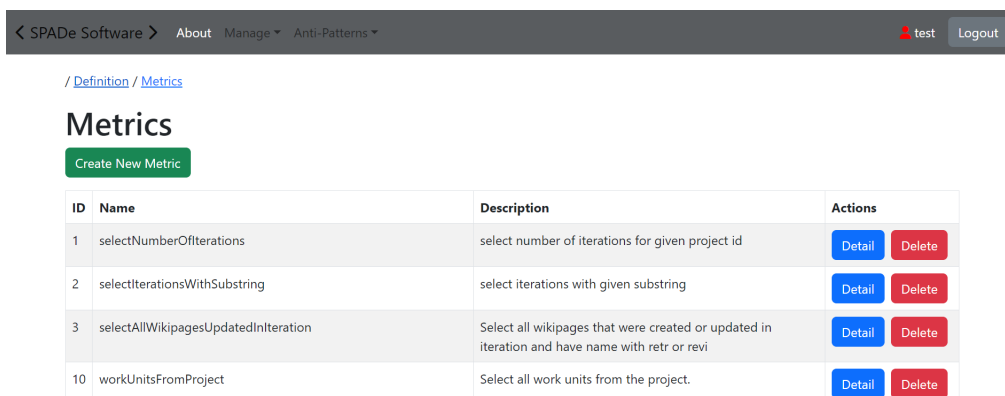 < SPADe Software > About Manage Anti-Patterns test Logout
/ Definition / Metrics
Metrics
Create New Metric
ID Name Description Actions
1 selectNumberOfIterations select number of iterations for given project id Detail Delete
2 selectIterationsWithSubstring select iterations with given substring Detail Delete
3 selectAllWikipagesUpdatedInIteration Select all wikipages that were created or updated in
iteration and have name with retr or revi Detail Delete
10 workUnitsFromProject Select all work units from the project. Detail Delete